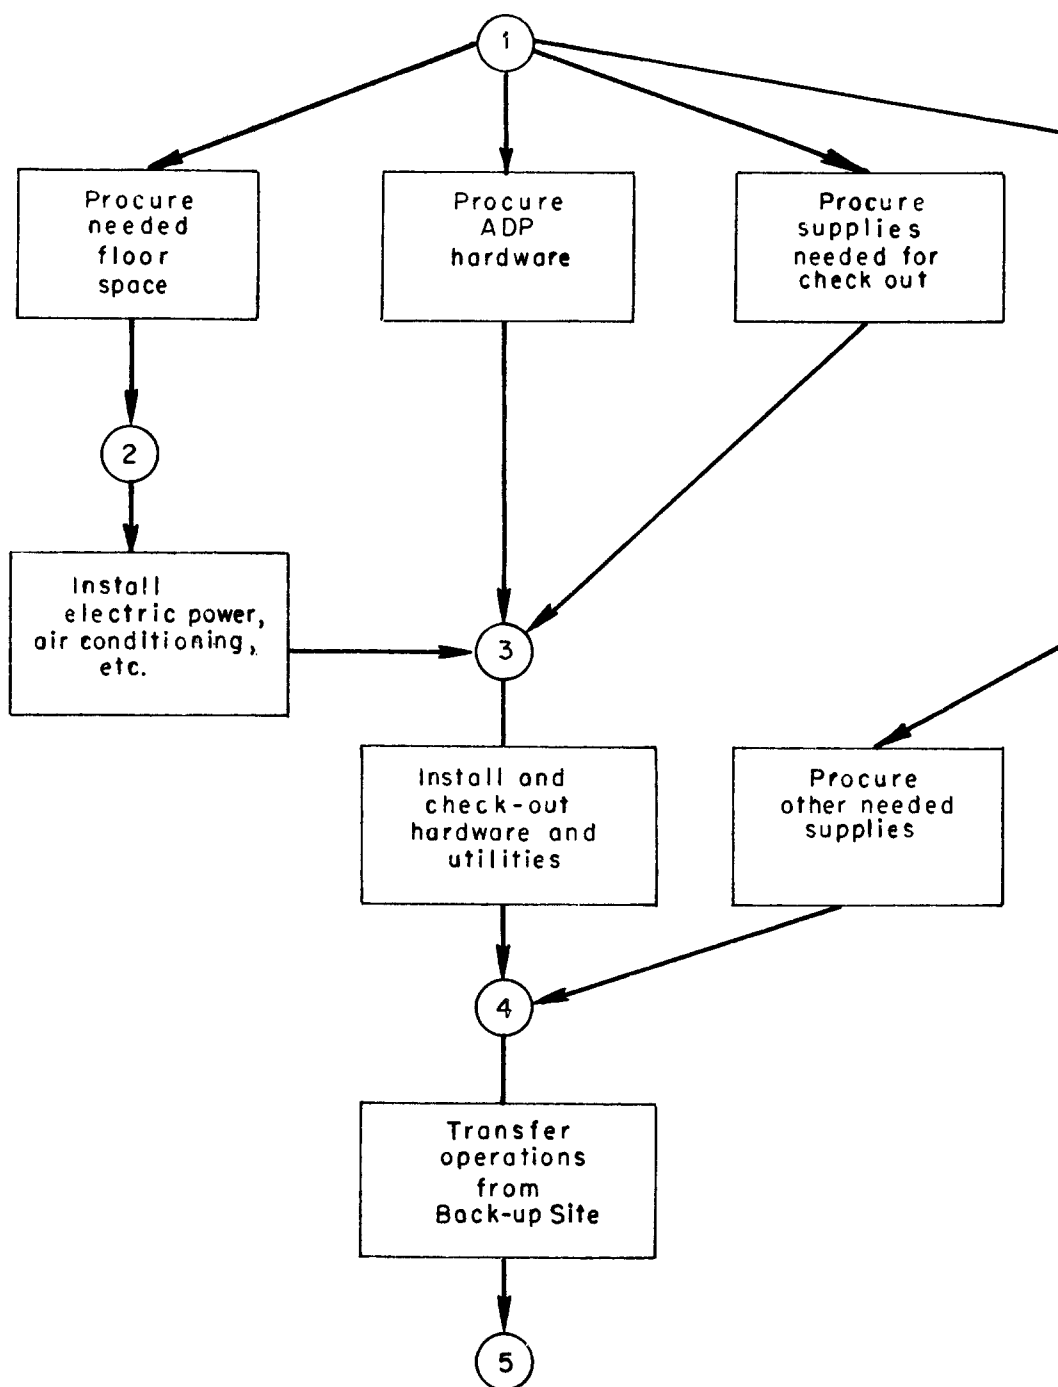 1
Procure
needed
floor
space
Procure
ADP
hardware
Procure
supplies
needed for
check out
2
Install
electric power,
air conditioning,
etc.
3
Install and
check-out
hardware and
utilities
Procure
other needed
supplies
4
Transfer
operations
from
Back-up Site
5